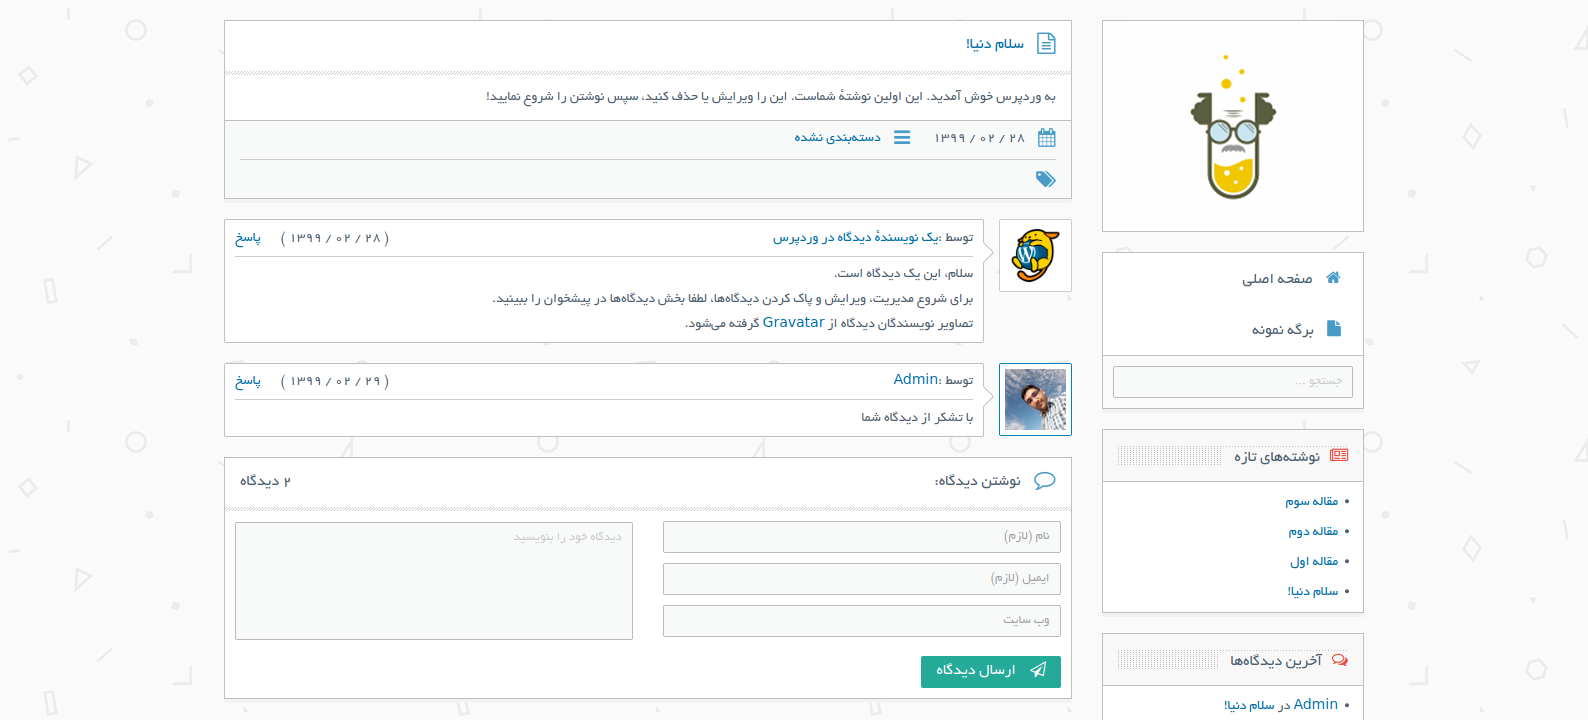 صفحه اصلی
برگه نمونه
جستجو ...
نوشته‌های تازه
مقاله سوم
مقاله دوم
مقاله اول
سلام دنیا!
آخرین دیدگاه‌ها
Admin در سلام دنیا!
سلام دنیا!
به وردپرس خوش آمدید. این اولین نوشتهٔ شماست. این را ویرایش یا حذف کنید، سپس نوشتن را شروع نمایید!
۱۳۹۹ / ۰۲ / ۲۸ دسته‌بندی نشده
توسط :یک نویسندهٔ دیدگاه در وردپرس ( ۱۳۹۹ / ۰۲ / ۲۸ ) پاسخ
سلام، این یک دیدگاه است.
برای شروع مدیریت، ویرایش و پاک کردن دیدگاه‌ها، لطفا بخش دیدگاه‌ها در پیشخوان را ببینید.
تصاویر نویسندگان دیدگاه از Gravatar گرفته می‌شود.
توسط :Admin ( ۱۳۹۹ / ۰۲ / ۲۹ ) پاسخ
با تشکر از دیدگاه شما
نوشتن دیدگاه: ۲ دیدگاه
نام (لازم)
ایمیل (لازم)
وب سایت
دیدگاه خود را بنویسید
ارسال دیدگاه